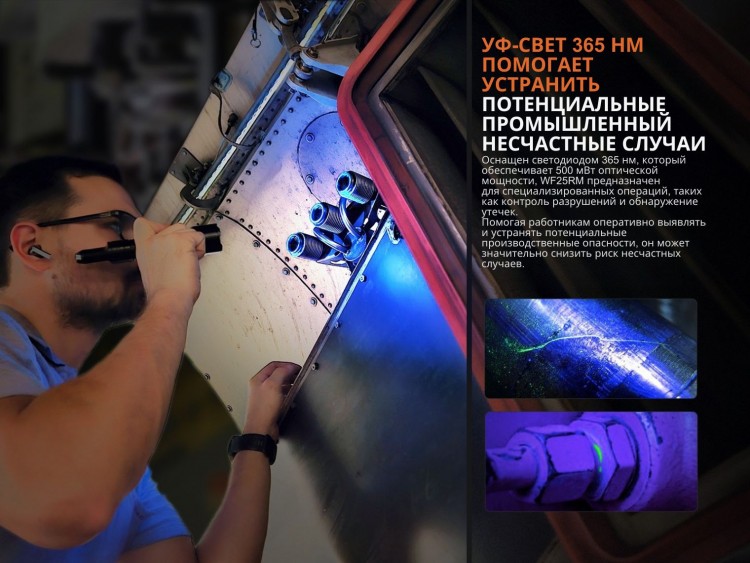 УФ-СВЕТ 365 НМ
ПОМОГАЕТ
УСТРАНИТЬ
ПОТЕНЦИАЛЬНЫЕ
ПРОМЫШЛЕННЫЙ
НЕСЧАСТНЫЕ СЛУЧАИ
Оснащен светодиодом 365 нм, который
обеспечивает 500 мВт оптической
мощности, WF25RM предназначен
для специализированных операций, таких
как контроль разрушений и обнаружение
утечек.
Помогая работникам оперативно выявлять
и устранять потенциальные
производственные опасности, он может
значительно снизить риск несчастных
случаев.